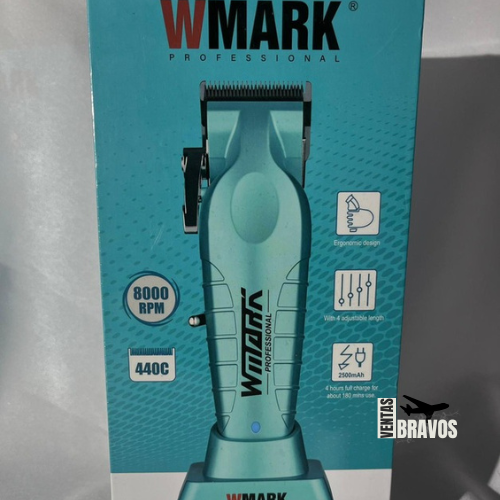 WMARK®
PROFESSIONAL
Ergonomic design
8000
RPM
With 4 adjustable length
440C
2500mAh
4 hours full charge for
about 180 mins use.
Wmark
PROFESSIONAL
VENTAS
BRAVOS
WMARK